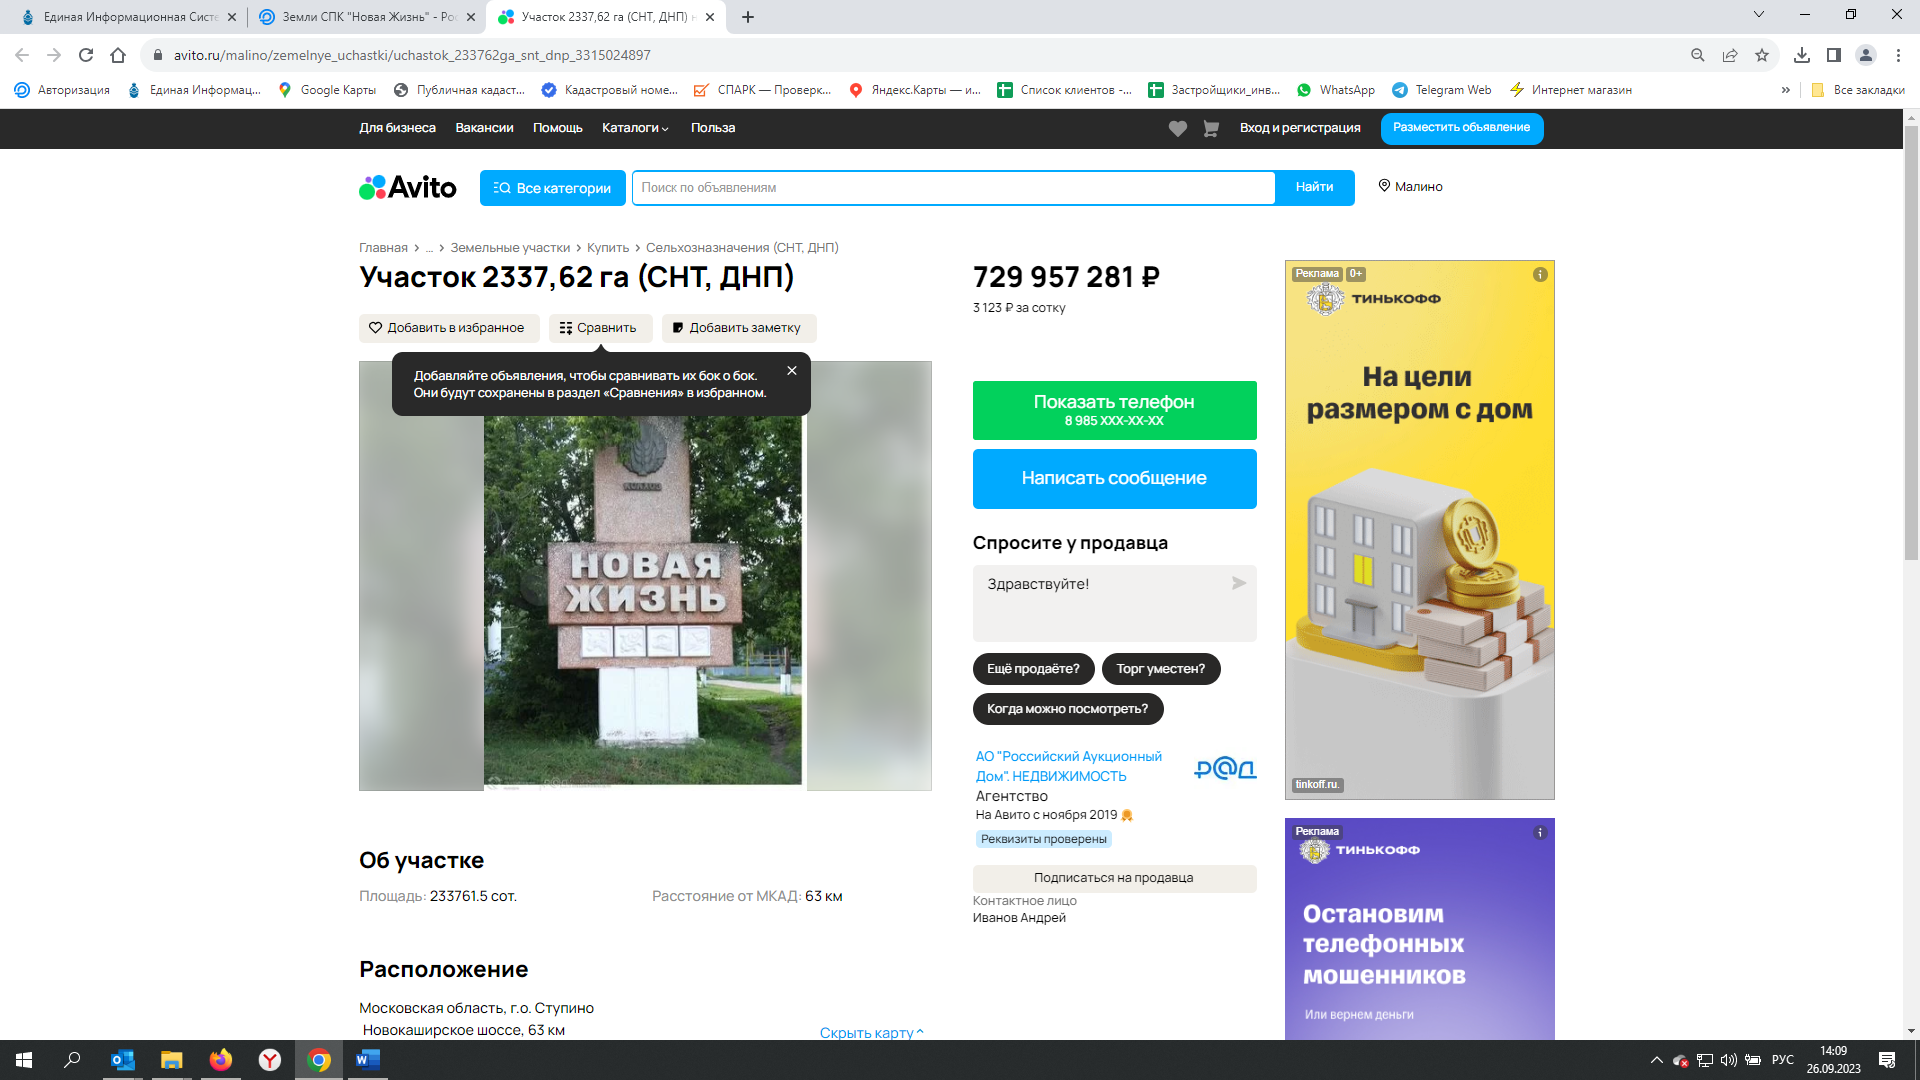 Единая Информационная Систе
Земли СПК "Новая Жизнь" - Рос
Участок 2337,62 га (СНТ, ДНП) н
avito.ru/malino/zemelnye_uchastki/uchastok_233762ga_snt_dnp_3315024897
Авторизация
Единая Информац...
Google Карты
Публичная кадаст...
Кадастровый номе...
СПАРК — Проверк...
Яндекс.Карты — и...
Список клиентов -...
Застройщики_инв...
WhatsApp
Telegram Web
Интернет магазин
»
Все закладки
Для бизнеса
Вакансии
Помощь
Каталоги
Польза
Вход и регистрация
Разместить объявление
Avito
Все категории
Поиск по объявлениям
Найти
Малино
Главная › ... › Земельные участки › Купить › Сельхозназначения (СНТ, ДНП)
Участок 2337,62 га (СНТ, ДНП)
Добавить в избранное
Сравнить
Добавить заметку
Добавляйте объявления, чтобы сравнивать их бок о бок.
Они будут сохранены в раздел «Сравнения» в избранном.
КОЛХОЗ
НОВАЯ
ЖИЗНЬ
Об участке
Площадь: 233761.5 сот.
Расстояние от МКАД: 63 км
Расположение
Московская область, г.о. Ступино
Новокаширское шоссе, 63 км
Скрыть карту
729 957 281 ₽
3 123 ₽ за сотку
Показать телефон
8 985 XXX-XX-XX
Написать сообщение
Спросите у продавца
Здравствуйте!
Ещё продаёте?
Торг уместен?
Когда можно посмотреть?
АО "Российский Аукционный
Дом". НЕДВИЖИМОСТЬ
Р@Д
Агентство
На Авито с ноября 2019
Реквизиты проверены
Подписаться на продавца
Контактное лицо
Иванов Андрей
Реклама
0+
ТИНЬКОФФ
На цели
размером с дом
tinkoff.ru.
Реклама
ТИНЬКОФФ
Остановим
телефонных
мошенников
Или вернем деньги
РУС
14:09
26.09.2023